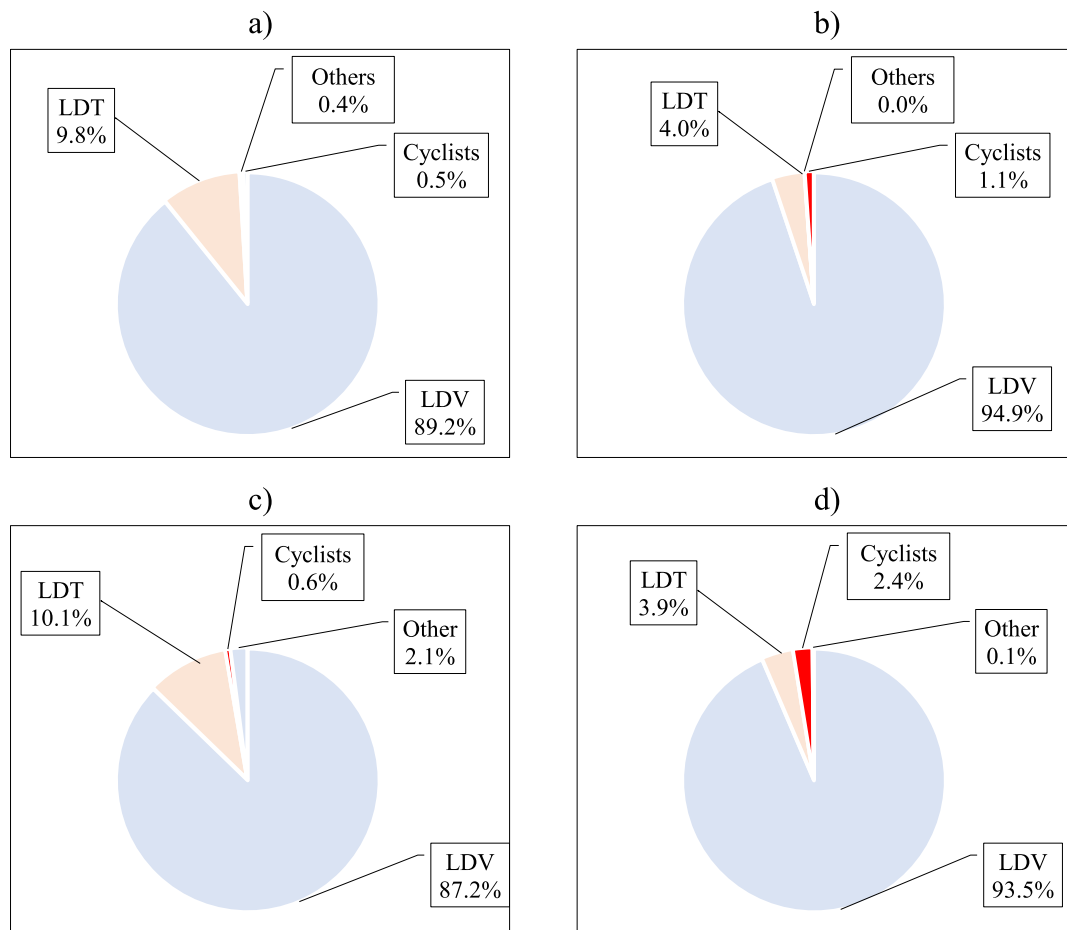 a)
Others
0.4%
LDT
9.8%
Cyclists
0.5%
LDV
89.2%
b)
Others
0.0%
LDT
4.0%
Cyclists
1.1%
LDV
94.9%
c)
Cyclists
0.6%
LDT
10.1%
Other
2.1%
LDV
87.2%
d)
Cyclists
2.4%
LDT
3.9%
Other
0.1%
LDV
93.5%